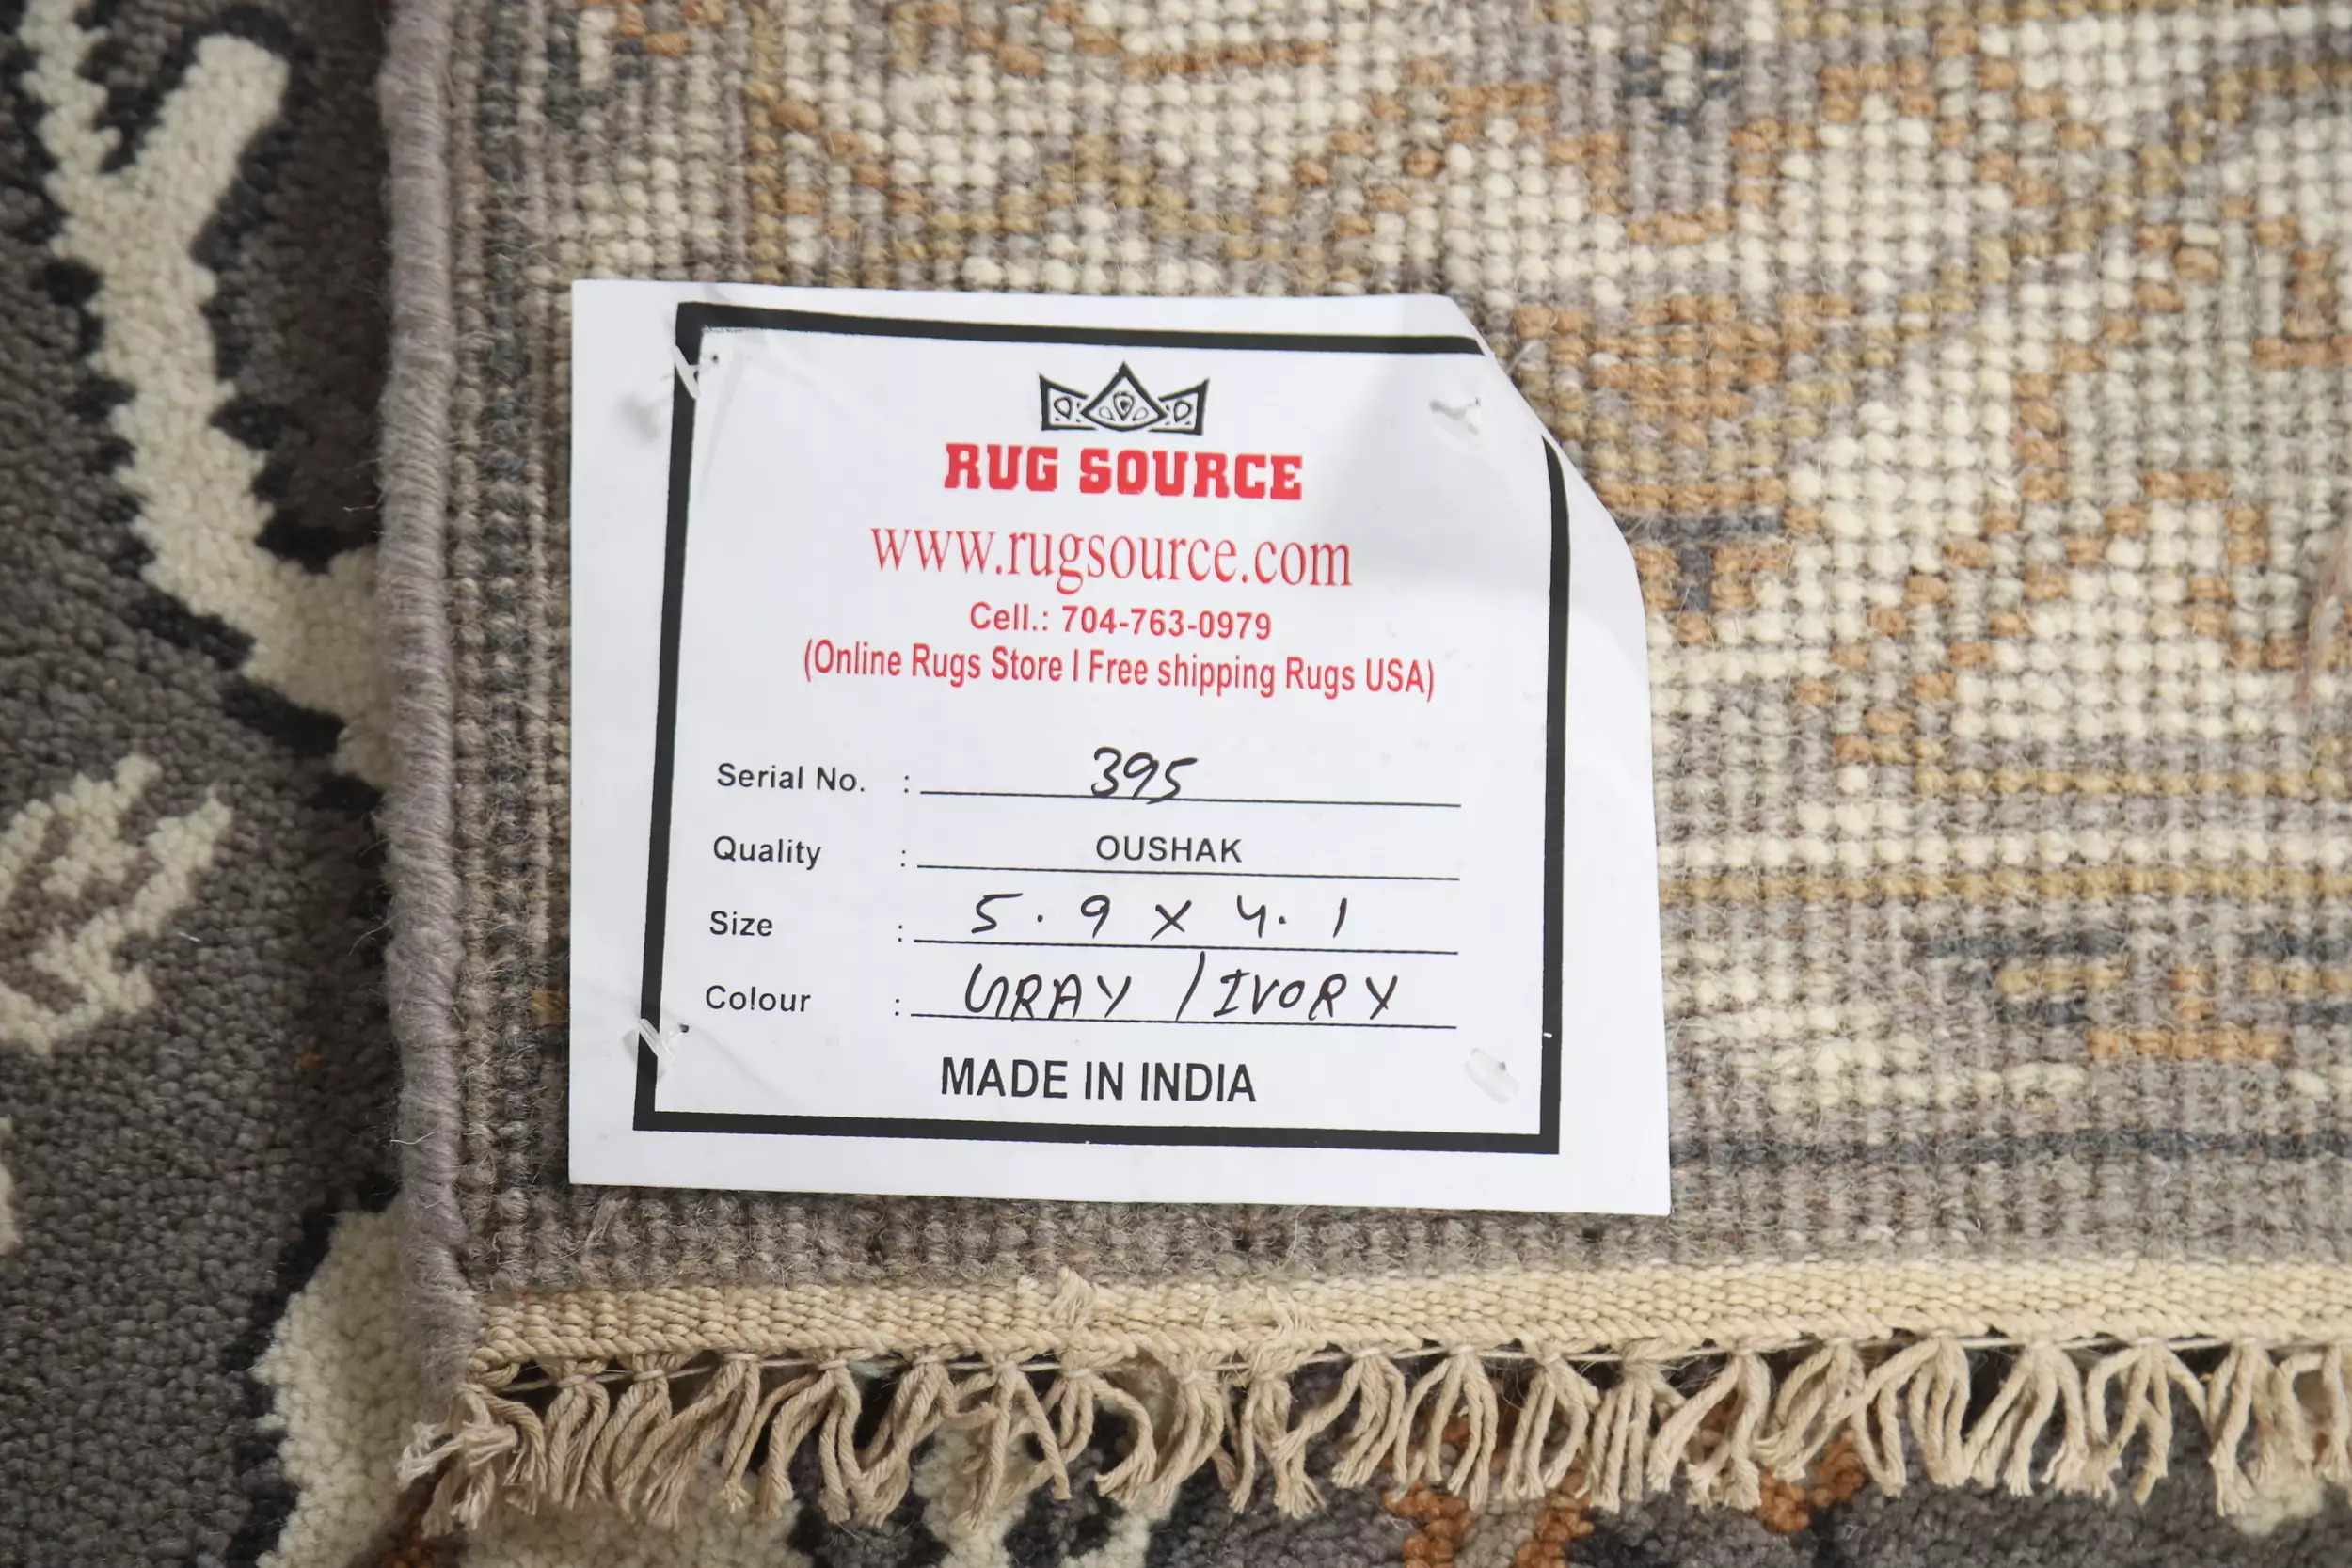 RUG SOURCE
www.rugsource.com
Cell.: 704-763-0979
(Online Rugs Store I Free shipping Rugs USA)
Serial No. : 395
Quality : OUSHAK
Size : 5.9 x 4.1
Colour : GRAY / IVORY
MADE IN INDIA